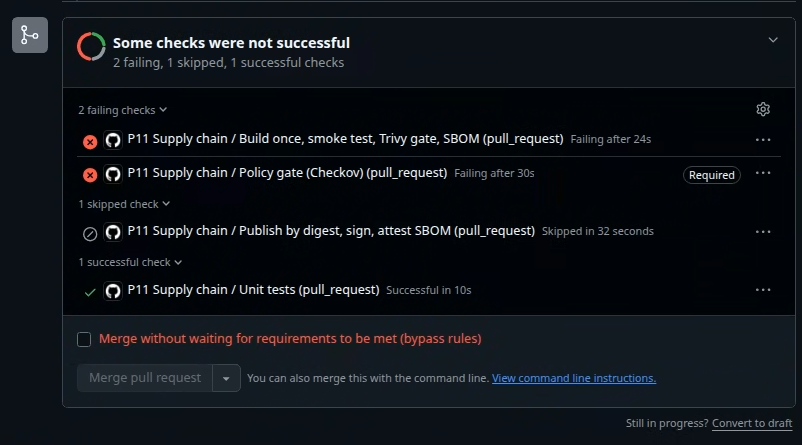 Some checks were not successful
2 failing, 1 skipped, 1 successful checks
2 failing checks
P11 Supply chain / Build once, smoke test, Trivy gate, SBOM (pull_request) Failing after 24s
P11 Supply chain / Policy gate (Checkov) (pull_request) Failing after 30s Required
1 skipped check
P11 Supply chain / Publish by digest, sign, attest SBOM (pull_request) Skipped in 32 seconds
1 successful check
P11 Supply chain / Unit tests (pull_request) Successful in 10s
Merge without waiting for requirements to be met (bypass rules)
Merge pull request You can also merge this with the command line. View command line instructions.
Still in progress? Convert to draft